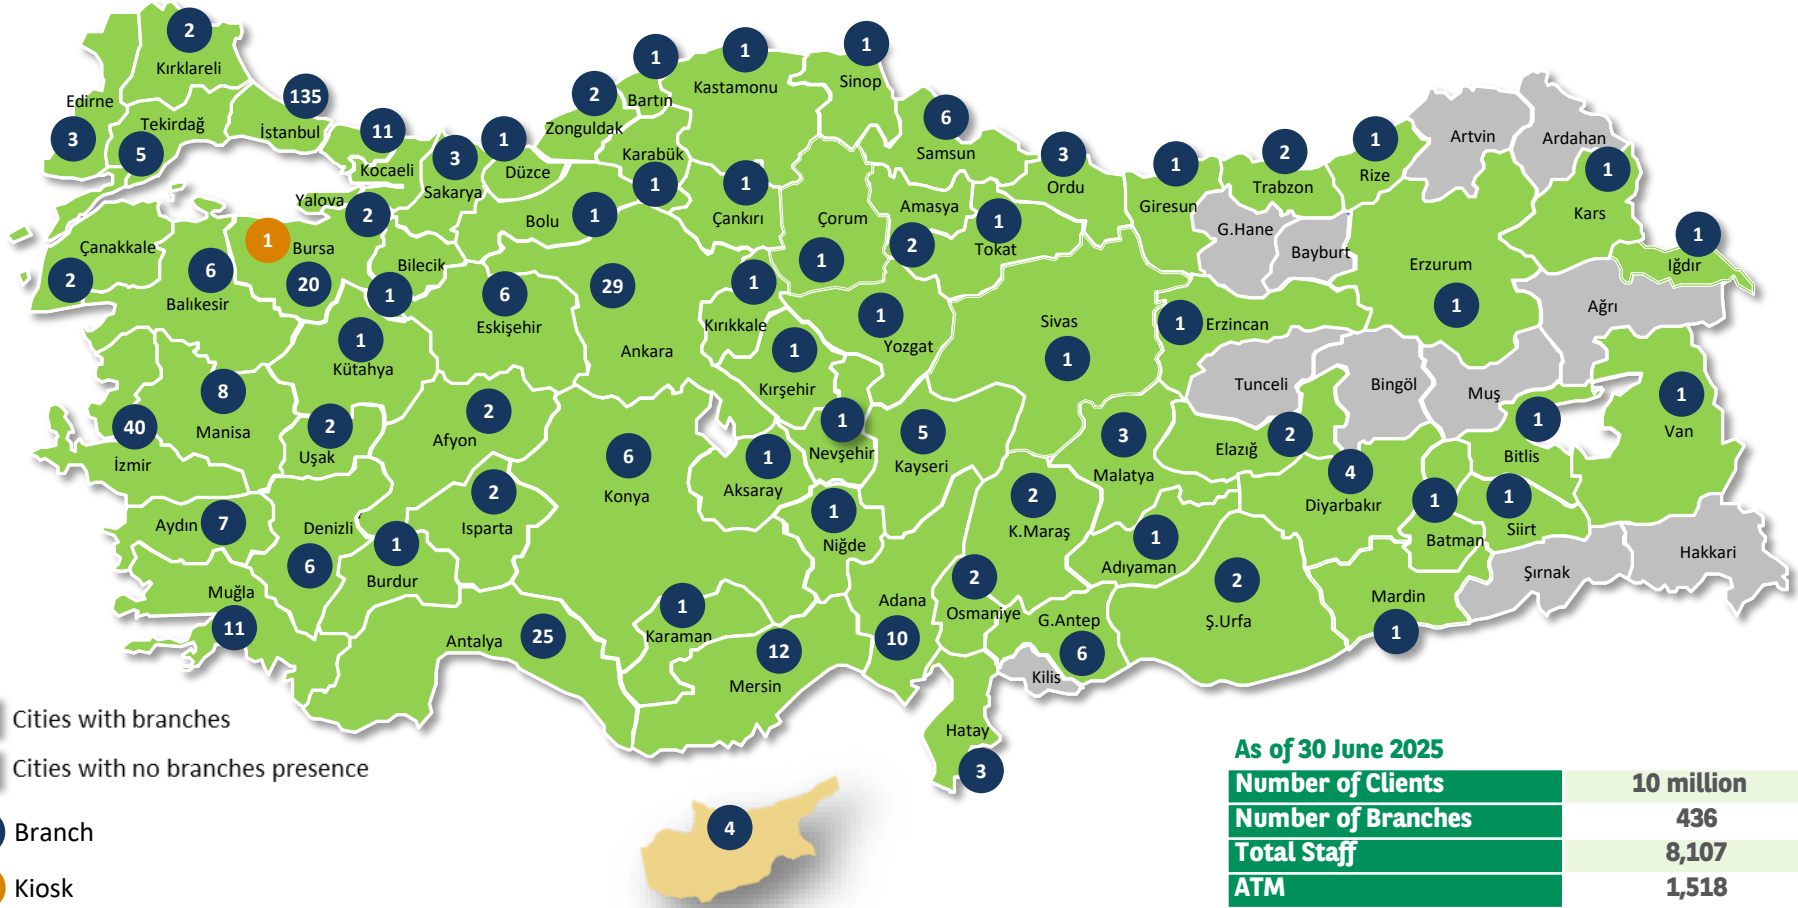 2
Kırklareli
Edirne
3
Tekirdağ
5
135
İstanbul
11
Kocaeli
3
Sakarya
1
Düzce
2
Zonguldak
1
Bartın
1
Kastamonu
1
Sinop
6
Samsun
3
Ordu
1
Giresun
2
Trabzon
1
Rize
Artvin
Ardahan
1
Kars
1
Iğdır
Yalova
2
Karabük
1
1
Çankırı
Bolu
1
Çorum
1
Amasya
2
1
Tokat
G.Hane
Bayburt
Erzurum
1
Ağrı
Çanakkale
2
6
Balıkesir
1
Bursa
20
Bilecik
1
6
Eskişehir
29
Ankara
1
Kırıkkale
1
Yozgat
1
Kırşehir
Sivas
1
1
Erzincan
Tunceli
Bingöl
Muş
1
Van
1
Kütahya
8
Manisa
40
İzmir
2
Uşak
2
Afyon
6
Konya
1
Aksaray
1
Nevşehir
5
Kayseri
3
Malatya
Elazığ
2
4
Diyarbakır
1
Bitlis
1
Batman
1
Siirt
Aydın
7
Denizli
6
2
Isparta
1
Burdur
1
Niğde
2
K.Maraş
1
Adıyaman
Şırnak
Hakkari
Muğla
11
Antalya
25
1
Karaman
12
Mersin
Adana
10
2
Osmaniye
G.Antep
6
2
Ş.Urfa
Mardin
1
Kilis
Hatay
3
4
Cities with branches
Cities with no branches presence
Branch
Kiosk
As of 30 June 2025
Number of Clients 10 million
Number of Branches 436
Total Staff 8,107
ATM 1,518